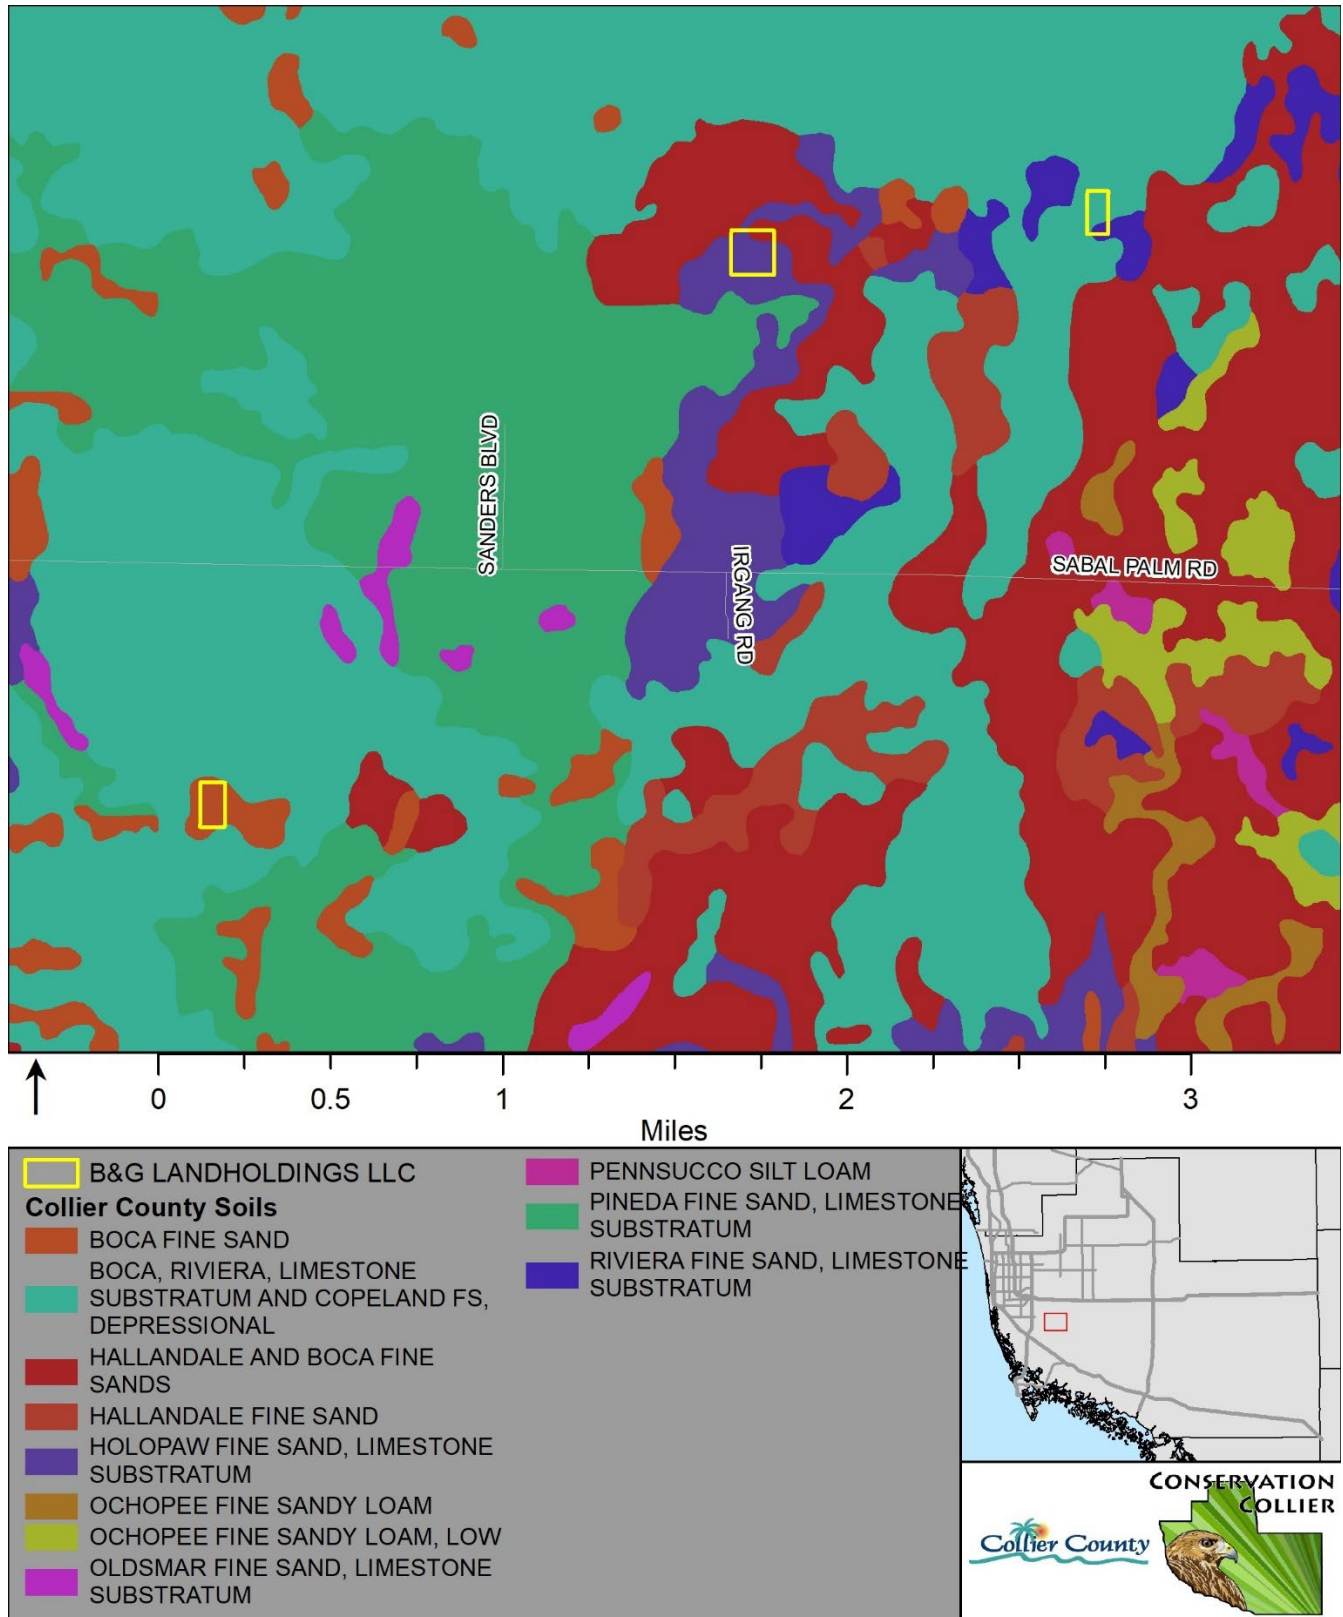 SANDERS BLVD
IRGANG RD
SABAL PALM RD
0
0.5
1
2
3
Miles
B&G LANDHOLDINGS LLC
Collier County Soils
BOCA FINE SAND
BOCA, RIVIERA, LIMESTONE
SUBSTRATUM AND COPELAND FS,
DEPRESSIONAL
HALLANDALE AND BOCA FINE
SANDS
HALLANDALE FINE SAND
HOLOPAW FINE SAND, LIMESTONE
SUBSTRATUM
OCHOPEE FINE SANDY LOAM
OCHOPEE FINE SANDY LOAM, LOW
OLDSMAR FINE SAND, LIMESTONE
SUBSTRATUM
PENNSUCCO SILT LOAM
PINEDA FINE SAND, LIMESTONE
SUBSTRATUM
RIVIERA FINE SAND, LIMESTONE
SUBSTRATUM
Collier County
CONSERVATION
COLLIER